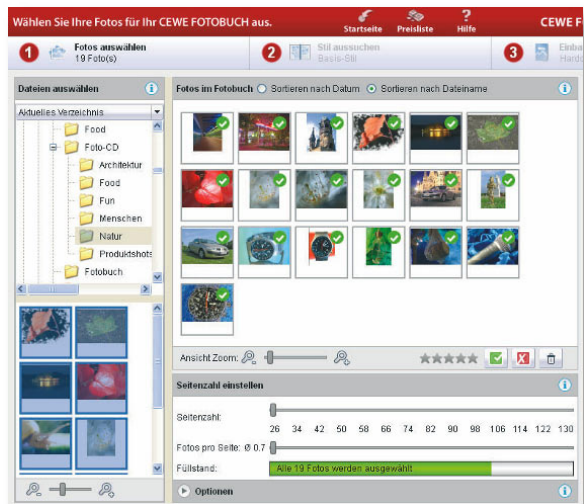 Wählen Sie Ihre Fotos für Ihr CEWE FOTOBUCH aus.
Startseite Preisliste Hilfe
CEWE F
1 Fotos auswählen
19 Foto(s)
2 Stil aussuchen
Basis-Stil
3 Einba
Hardc
Dateien auswählen
Aktuelles Verzeichnis
Food
Foto-CD
Architektur
Food
Fun
Menschen
Natur
Produktshots
Fotobuch
Fotos im Fotobuch Sortieren nach Datum Sortieren nach Dateiname
Ansicht Zoom:
Seitenzahl einstellen
Seitenzahl:
26 34 42 50 58 66 74 82 90 98 106 114 122 130
Fotos pro Seite: Ø 0.7
Füllstand: Alle 19 Fotos werden ausgewählt
Optionen